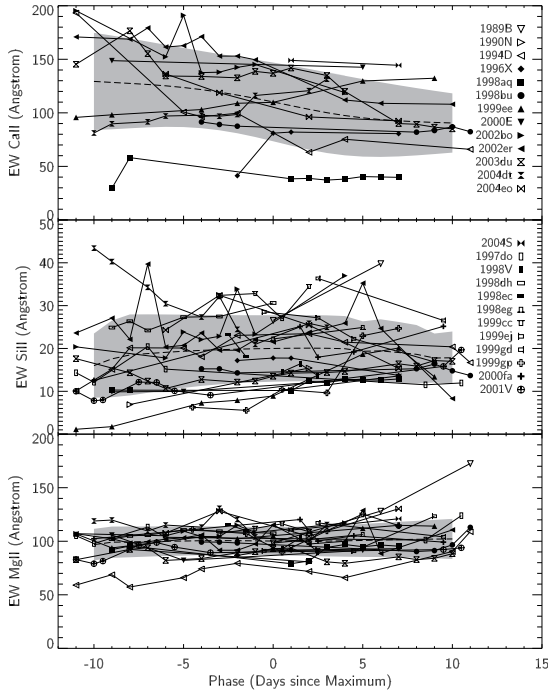 200
150
100
50
0
EW CaII (Angstrom)
1989B
1990N
1994D
1996X
1998aq
1998bu
1999ee
2000E
2002bo
2002er
2003du
2004dt
2004eo
50
40
30
20
10
0
EW SiII (Angstrom)
2004S
1997do
1998V
1998dh
1998ec
1998eg
1999cc
1999ej
1999gd
1999gp
2000fa
2001V
200
150
100
50
0
EW MgII (Angstrom)
-10 -5 0 5 10 15
Phase (Days since Maximum)